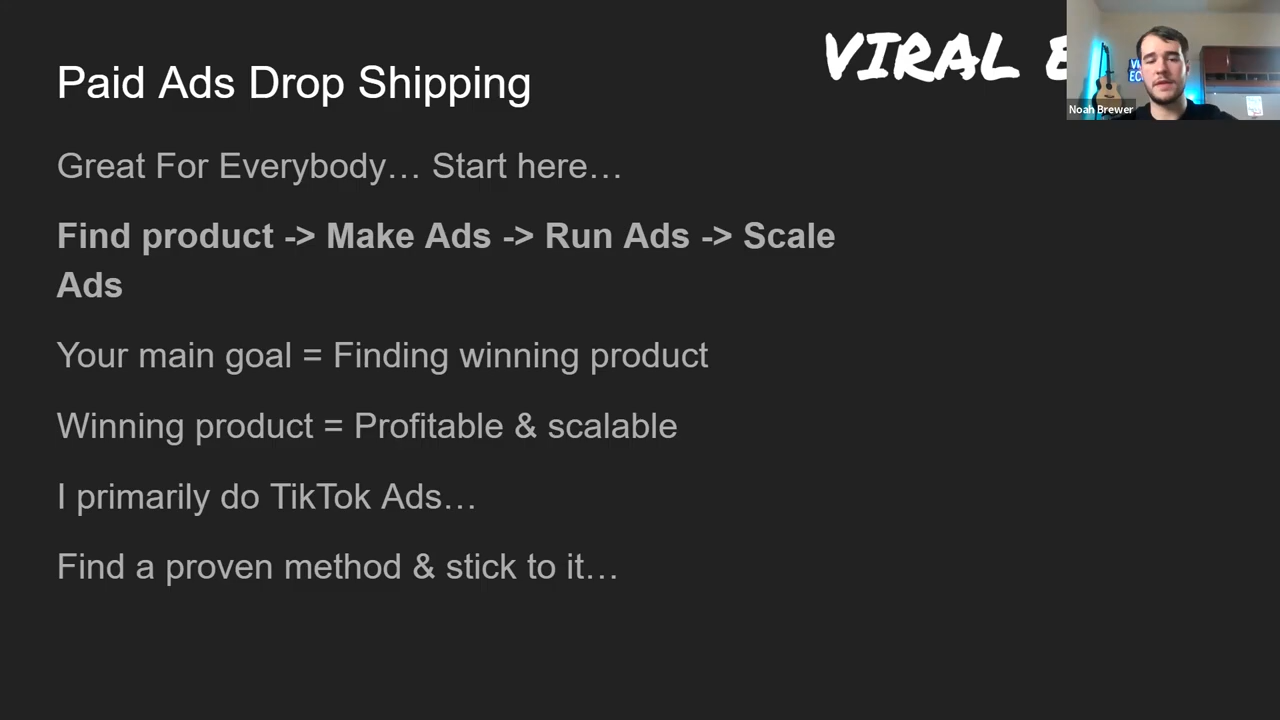 Paid Ads Drop Shipping
VIRAL
Noah Brewer
Great For Everybody… Start here…
Find product -> Make Ads -> Run Ads -> Scale
Ads
Your main goal = Finding winning product
Winning product = Profitable & scalable
I primarily do TikTok Ads…
Find a proven method & stick to it…